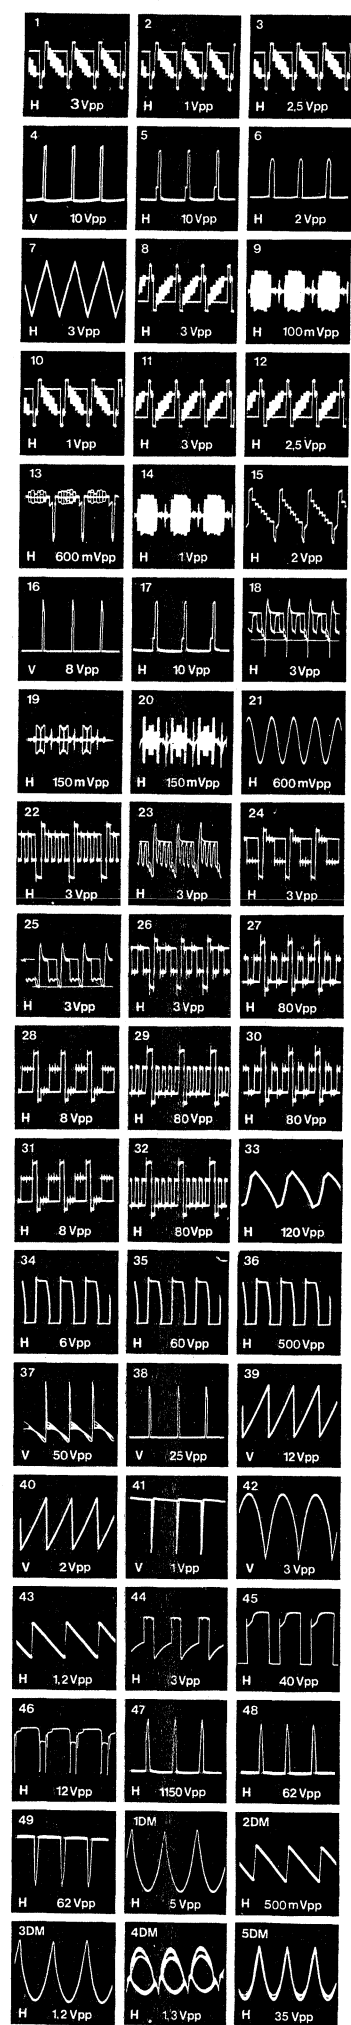 1 2 3
H 3 Vpp H 1 Vpp H 2,5 Vpp
4 5 6
V 10 Vpp H 10 Vpp H 2 Vpp
7 8 9
H 3 Vpp H 3 Vpp H 100 mVpp
10 11 12
H 1 Vpp H 3 Vpp H 2,5 Vpp
13 14 15
H 600 mVpp H 1 Vpp H 2 Vpp
16 17 18
V 8 Vpp H 10 Vpp H 3 Vpp
19 20 21
H 150 mVpp H 150 mVpp H 600 mVpp
22 23 24
H 3 Vpp H 3 Vpp H 3 Vpp
25 26 27
H 3 Vpp H 3 Vpp H 80 Vpp
28 29 30
H 8 Vpp H 80 Vpp H 80 Vpp
31 32 33
H 8 Vpp H 80 Vpp H 120 Vpp
34 35 36
H 6 Vpp H 60 Vpp H 500 Vpp
37 38 39
V 50 Vpp V 25 Vpp V 12 Vpp
40 41 42
V 2 Vpp V 1 Vpp V 3 Vpp
43 44 45
H 1,2 Vpp H 3 Vpp H 40 Vpp
46 47 48
H 12 Vpp H 1150 Vpp H 62 Vpp
49 1DM 2DM
H 62 Vpp H 5 Vpp H 500 mVpp
3DM 4DM 5DM
H 1,2 Vpp H 1,3 Vpp H 35 Vpp